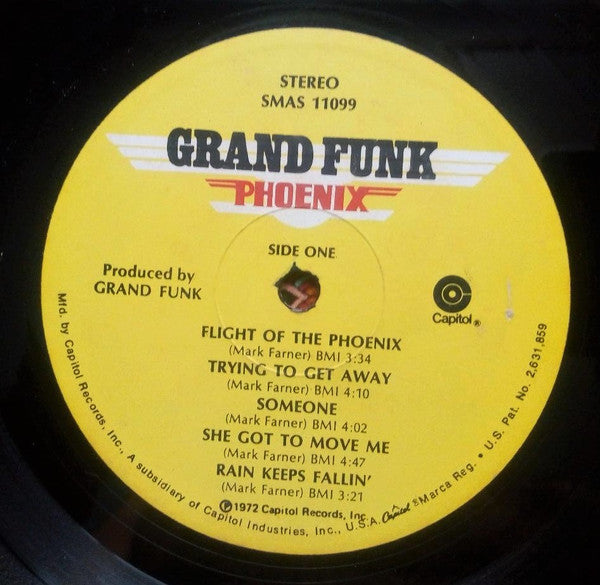 STEREO
SMAS 11099
GRAND FUNK
PHOENIX
SIDE ONE
Produced by
GRAND FUNK
Capitol®
FLIGHT OF THE PHOENIX
(Mark Farner) BMI 3:34
TRYING TO GET AWAY
(Mark Farner) BMI 4:10
SOMEONE
(Mark Farner) BMI 4:02
SHE GOT TO MOVE ME
(Mark Farner) BMI 4:47
RAIN KEEPS FALLIN'
(Mark Farner) BMI 3:21
℗1972 Capitol Records, Inc.
Mfd. by Capitol Records, Inc., A subsidiary of Capitol Industries, Inc., U.S.A. Capitol ®Marca Reg. • U.S. Pat. No. 2,631,859